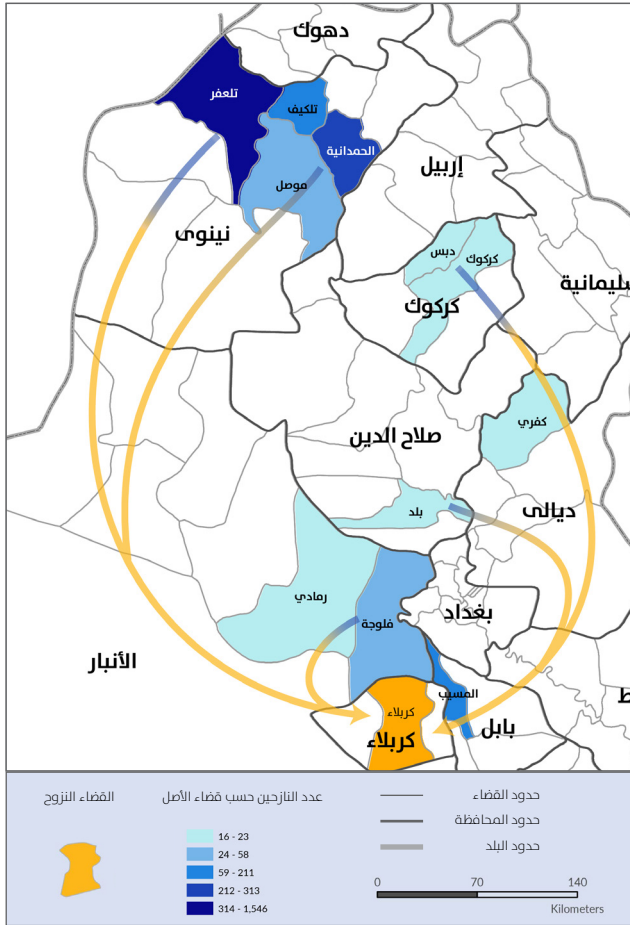 دهوك
تلعفر
تلكيف
الحمدانية
إربيل
موصل
نينوى
دبس
كركوك
كركوك
سليمانية
كفري
صلاح الدين
بلد
ديالى
رمادي
فلوجة
بغداد
الأنبار
المسيب
كربلاء
كربلاء
بابل
القضاء النزوح
عدد النازحين حسب قضاء الأصل
16 - 23
24 - 58
59 - 211
212 - 313
314 - 1,546
حدود القضاء
حدود المحافظة
حدود البلد
0 70 140
Kilometers